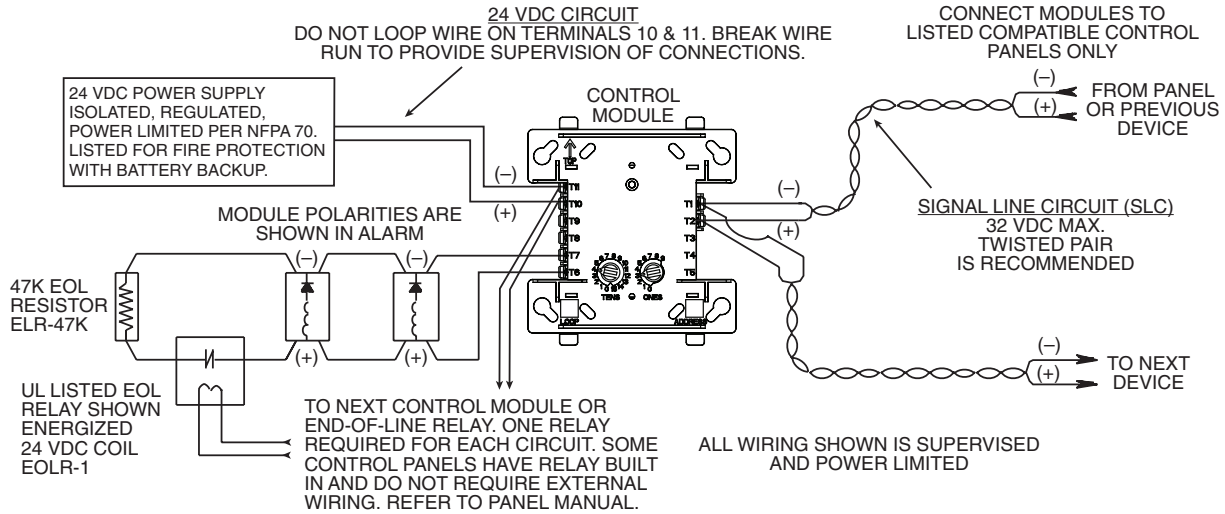 24 VDC CIRCUIT
DO NOT LOOP WIRE ON TERMINALS 10 & 11. BREAK WIRE
RUN TO PROVIDE SUPERVISION OF CONNECTIONS.
CONNECT MODULES TO
LISTED COMPATIBLE CONTROL
PANELS ONLY
24 VDC POWER SUPPLY
ISOLATED, REGULATED,
POWER LIMITED PER NFPA 70.
LISTED FOR FIRE PROTECTION
WITH BATTERY BACKUP.
CONTROL
MODULE
(–)
(+)
FROM PANEL
OR PREVIOUS
DEVICE
TOP
(–)
(+)
T11
T10
T9
T8
T7
T6
T1
T2
T3
T4
T5
(–)
(+)
SIGNAL LINE CIRCUIT (SLC)
32 VDC MAX.
TWISTED PAIR
IS RECOMMENDED
MODULE POLARITIES ARE
SHOWN IN ALARM
(–)
(–)
47K EOL
RESISTOR
ELR-47K
(+)
(+)
TENS
ONES
LOOP
ADDRESS
(–)
(+)
TO NEXT
DEVICE
UL LISTED EOL
RELAY SHOWN
ENERGIZED
24 VDC COIL
EOLR-1
TO NEXT CONTROL MODULE OR
END-OF-LINE RELAY. ONE RELAY
REQUIRED FOR EACH CIRCUIT. SOME
CONTROL PANELS HAVE RELAY BUILT
IN AND DO NOT REQUIRE EXTERNAL
WIRING. REFER TO PANEL MANUAL.
ALL WIRING SHOWN IS SUPERVISED
AND POWER LIMITED